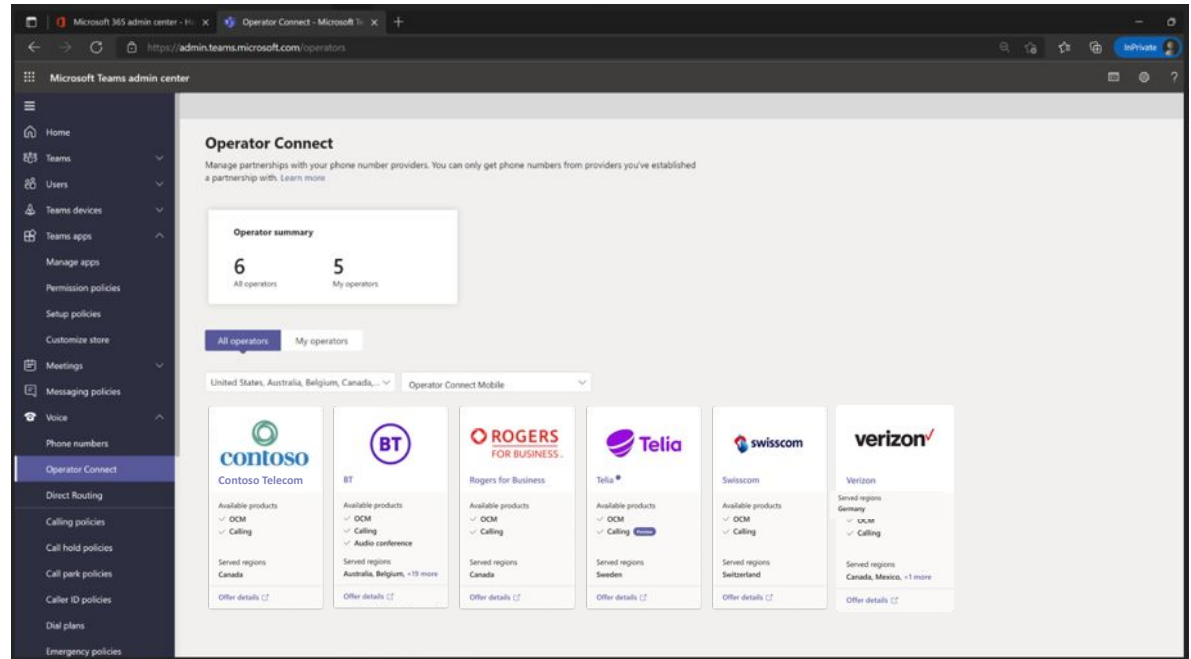 Microsoft 365 admin center - H
Operator Connect - Microsoft Te
https://admin.teams.microsoft.com/operators
InPrivate
Microsoft Teams admin center
Home
Teams
Users
Teams devices
Teams apps
Manage apps
Permission policies
Setup policies
Customize store
Meetings
Messaging policies
Voice
Phone numbers
Operator Connect
Direct Routing
Calling policies
Call hold policies
Call park policies
Caller ID policies
Dial plans
Emergency policies
Operator Connect
Manage partnerships with your phone number providers. You can only get phone numbers from providers you've established
a partnership with. Learn more
Operator summary
6
All operators
5
My operators
All operators
My operators
United States, Australia, Belgium, Canada,...
Operator Connect Mobile
contoso
Contoso Telecom
Available products
OCM
Calling
Served regions
Canada
Offer details
BT
BT
Available products
OCM
Calling
Audio conference
Served regions
Australia, Belgium, +19 more
Offer details
ROGERS
FOR BUSINESS.
Rogers for Business
Available products
OCM
Calling
Served regions
Canada
Offer details
Telia
Telia
Available products
OCM
Calling Preview
Served regions
Sweden
Offer details
swisscom
Swisscom
Available products
OCM
Calling
Served regions
Switzerland
Offer details
verizon
Verizon
Served regions
Germany
OCM
Calling
Served regions
Canada, Mexico, +1 more
Offer details